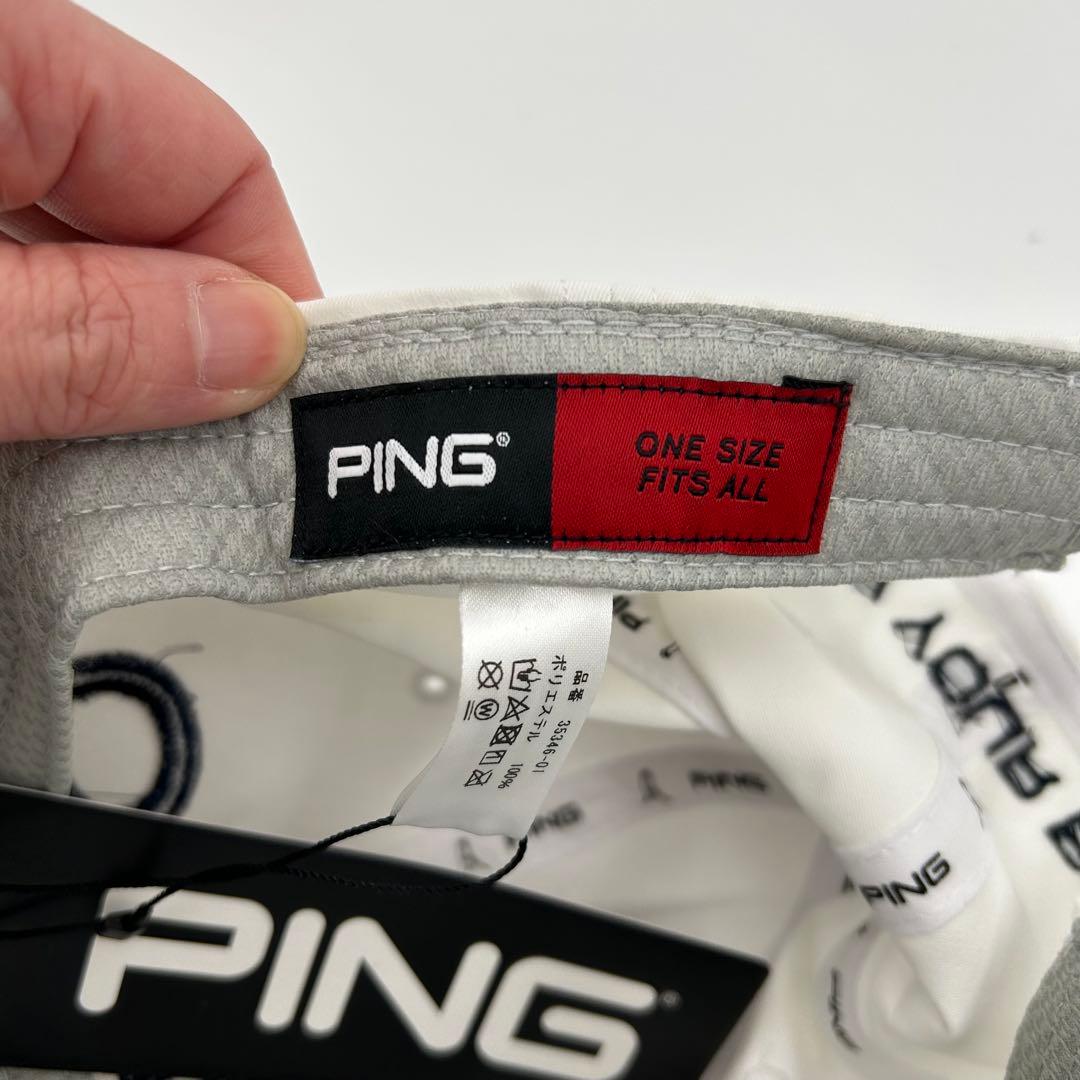 PING®
ONE SIZE
FITS ALL
品番 35346-01
ポリエステル 100%
W
PING
PING
PING
PING®